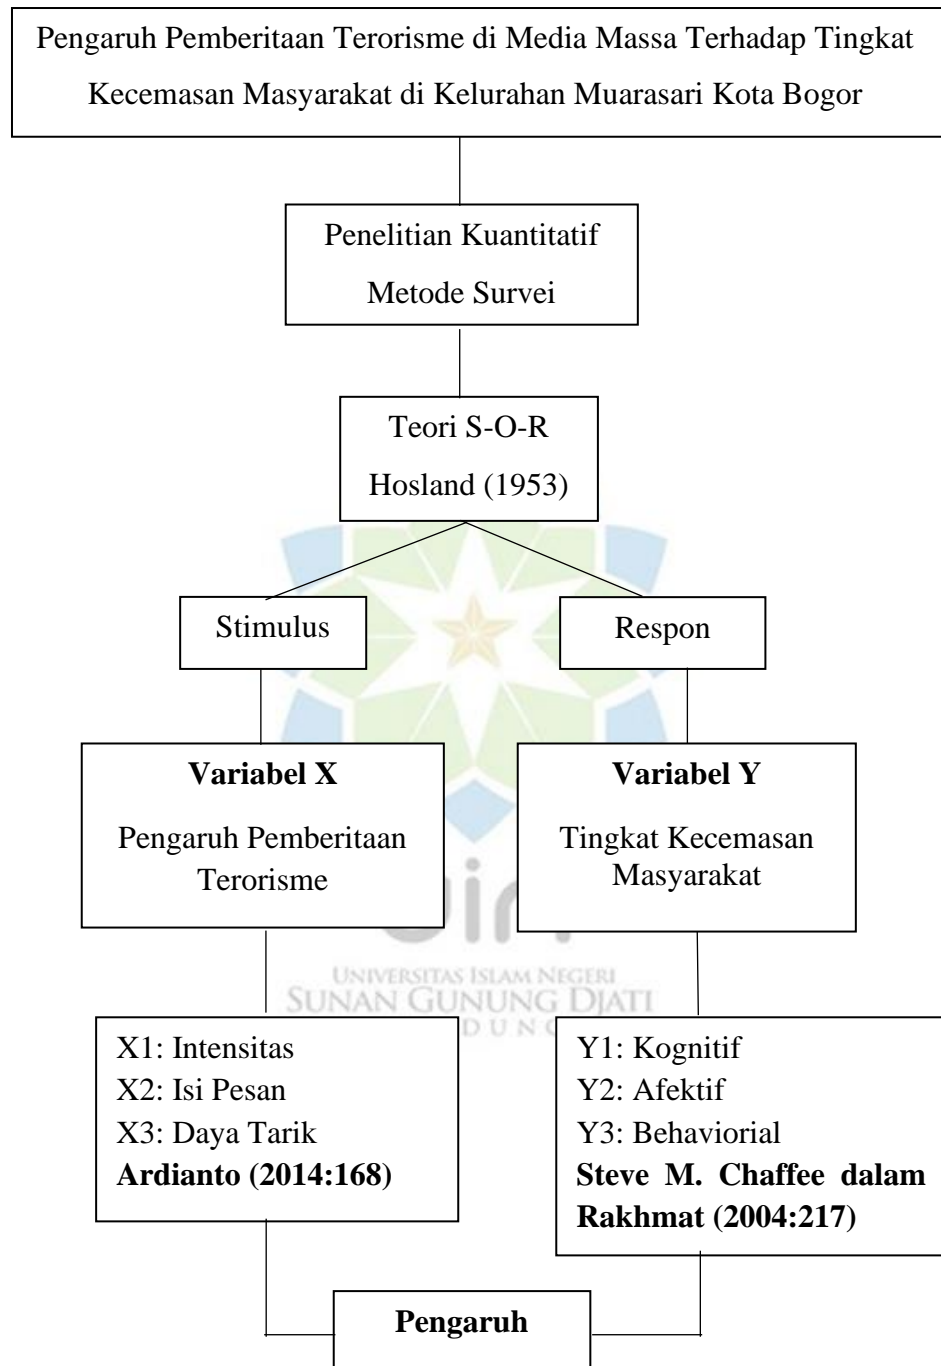 Pengaruh Pemberitaan Terorisme di Media Massa Terhadap Tingkat
Kecemasan Masyarakat di Kelurahan Muarasari Kota Bogor
Penelitian Kuantitatif
Metode Survei
Teori S-O-R
Hosland (1953)
Stimulus
Respon
Variabel X
Pengaruh Pemberitaan
Terorisme
Variabel Y
Tingkat Kecemasan
Masyarakat
UNIVERSITAS ISLAM NEGERI
SUNAN GUNUNG DJATI
X1: Intensitas
X2: Isi Pesan
X3: Daya Tarik
Ardianto (2014:168)
Y1: Kognitif
Y2: Afektif
Y3: Behaviorial
Steve M. Chaffee dalam
Rakhmat (2004:217)
Pengaruh